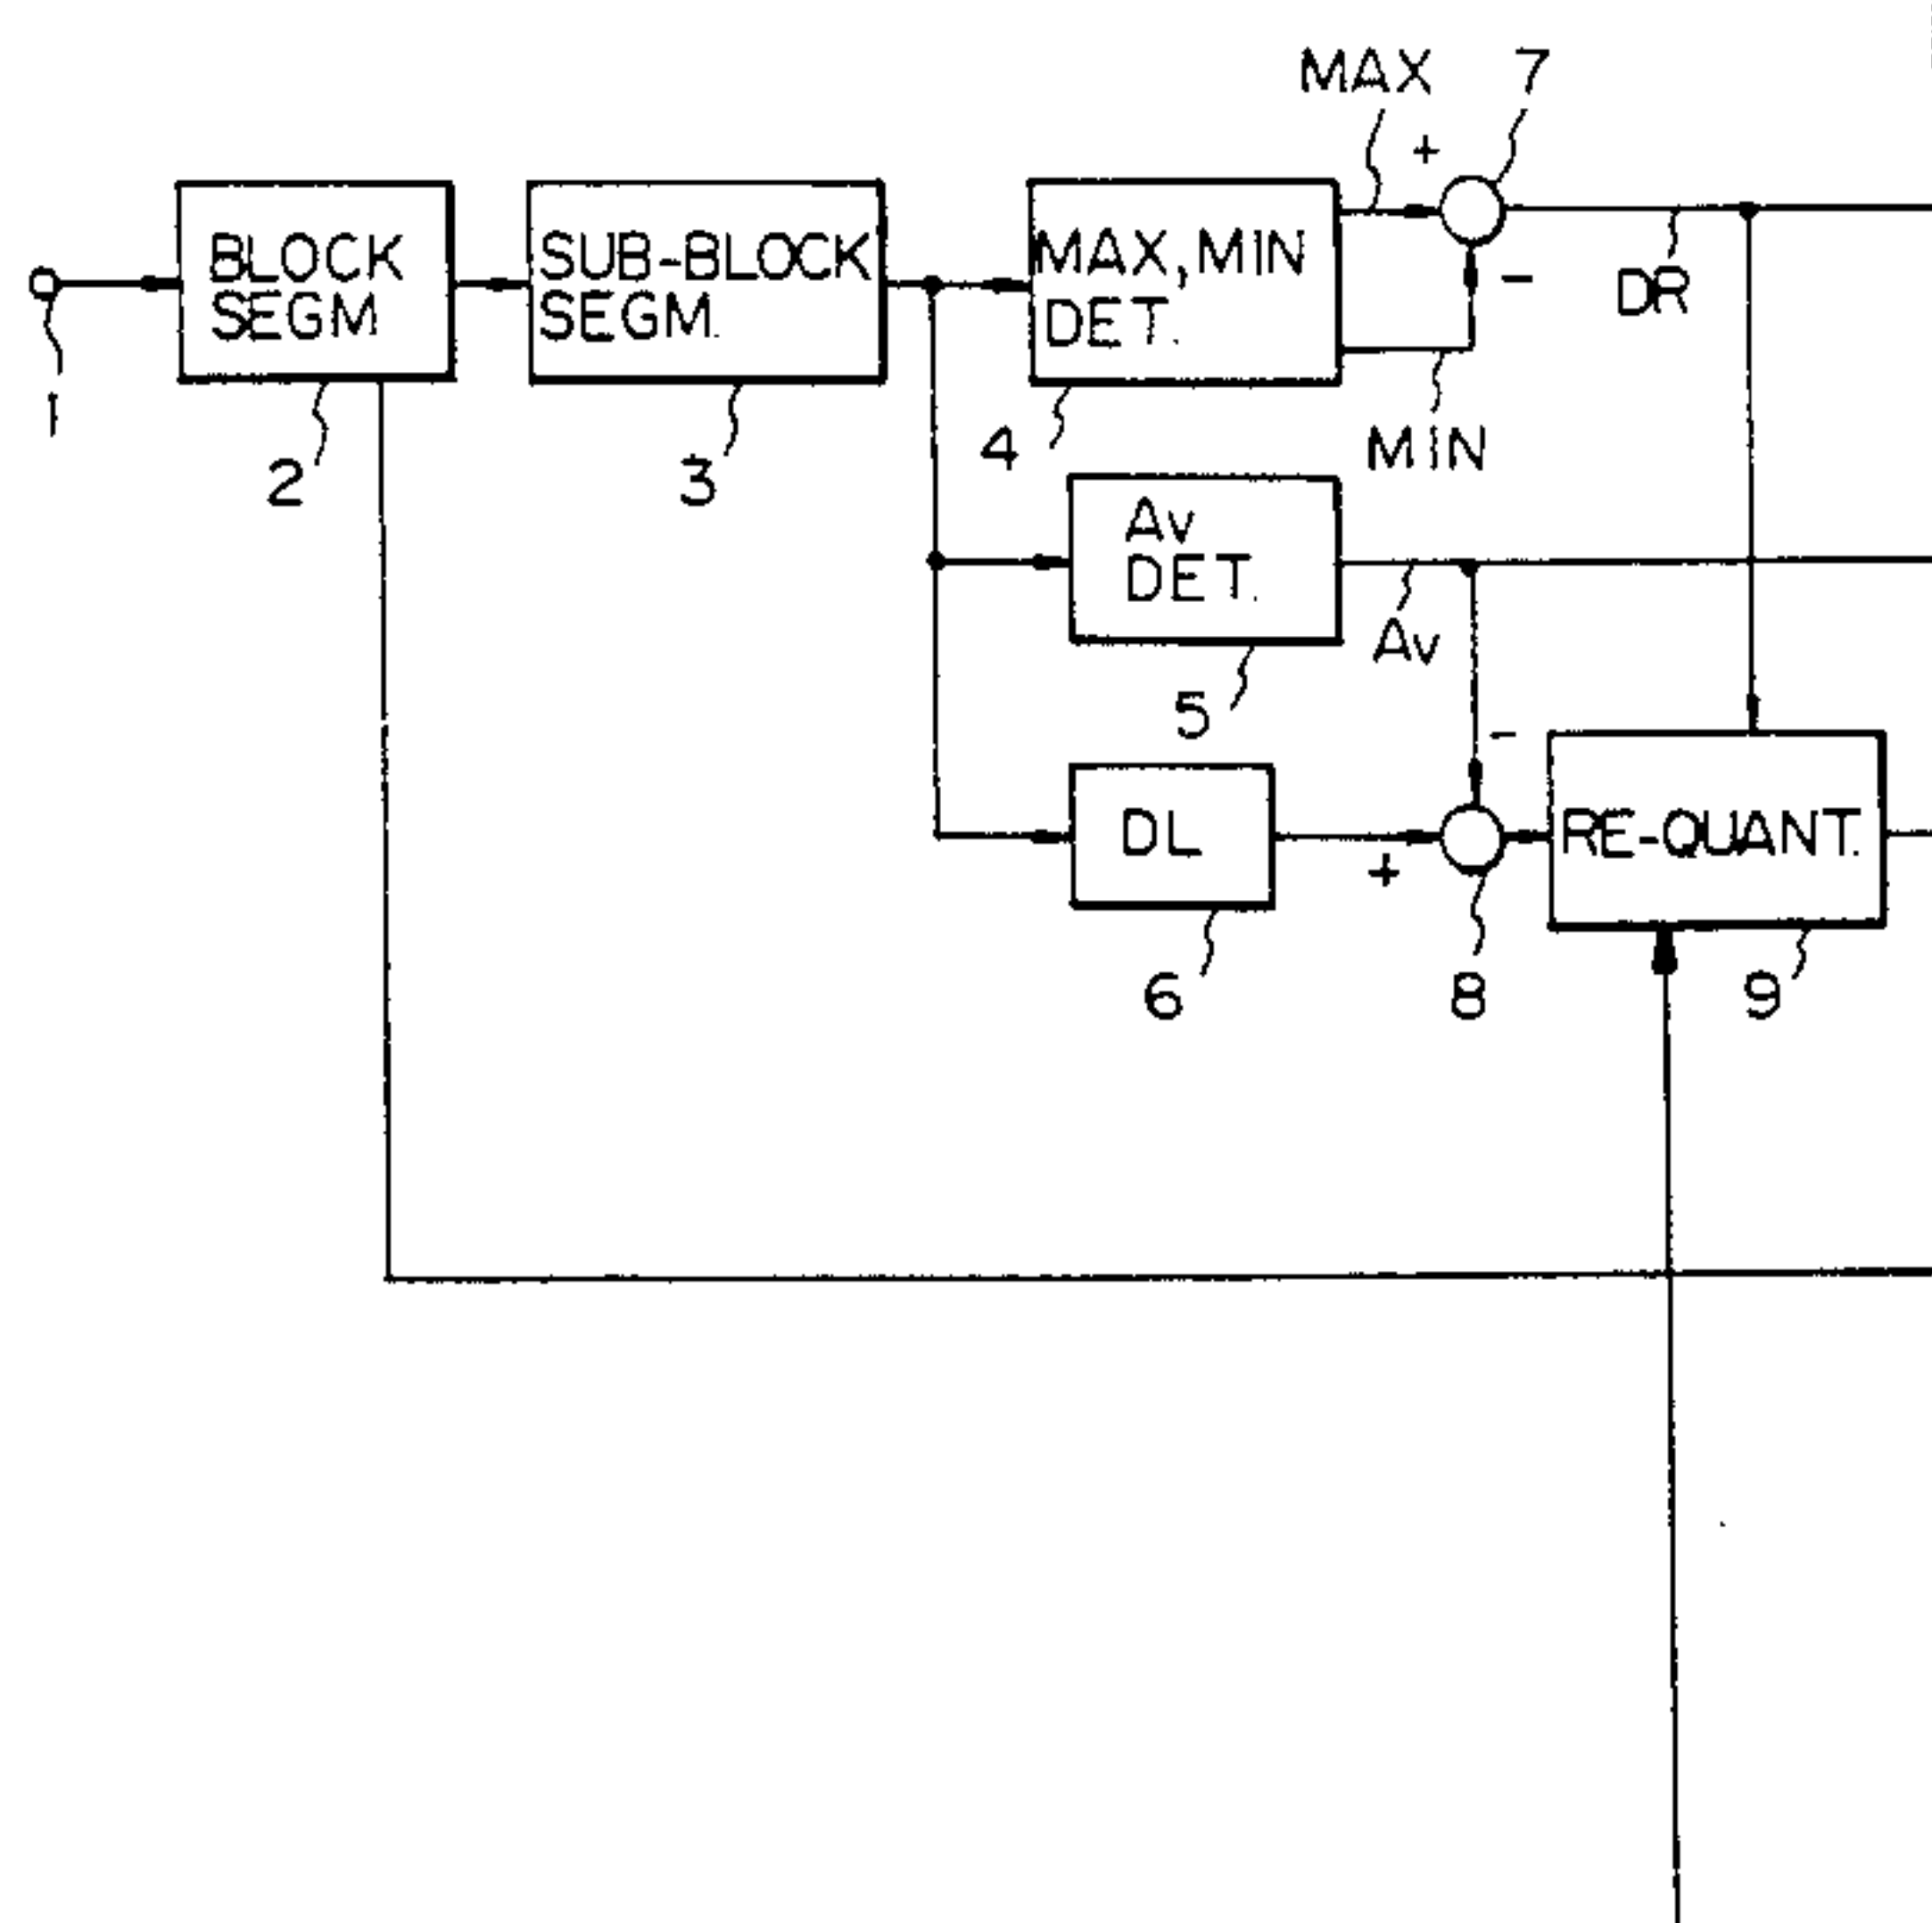 MAX 7
+
BLOCK
SEGM
SUB-BLOCK
SEGM.
MAX, MIN
DET.
-
DR
1
2
3
4
MIN
Av
DET.
Av
5
-
DL
+
RE-QUANT.
6
8
9